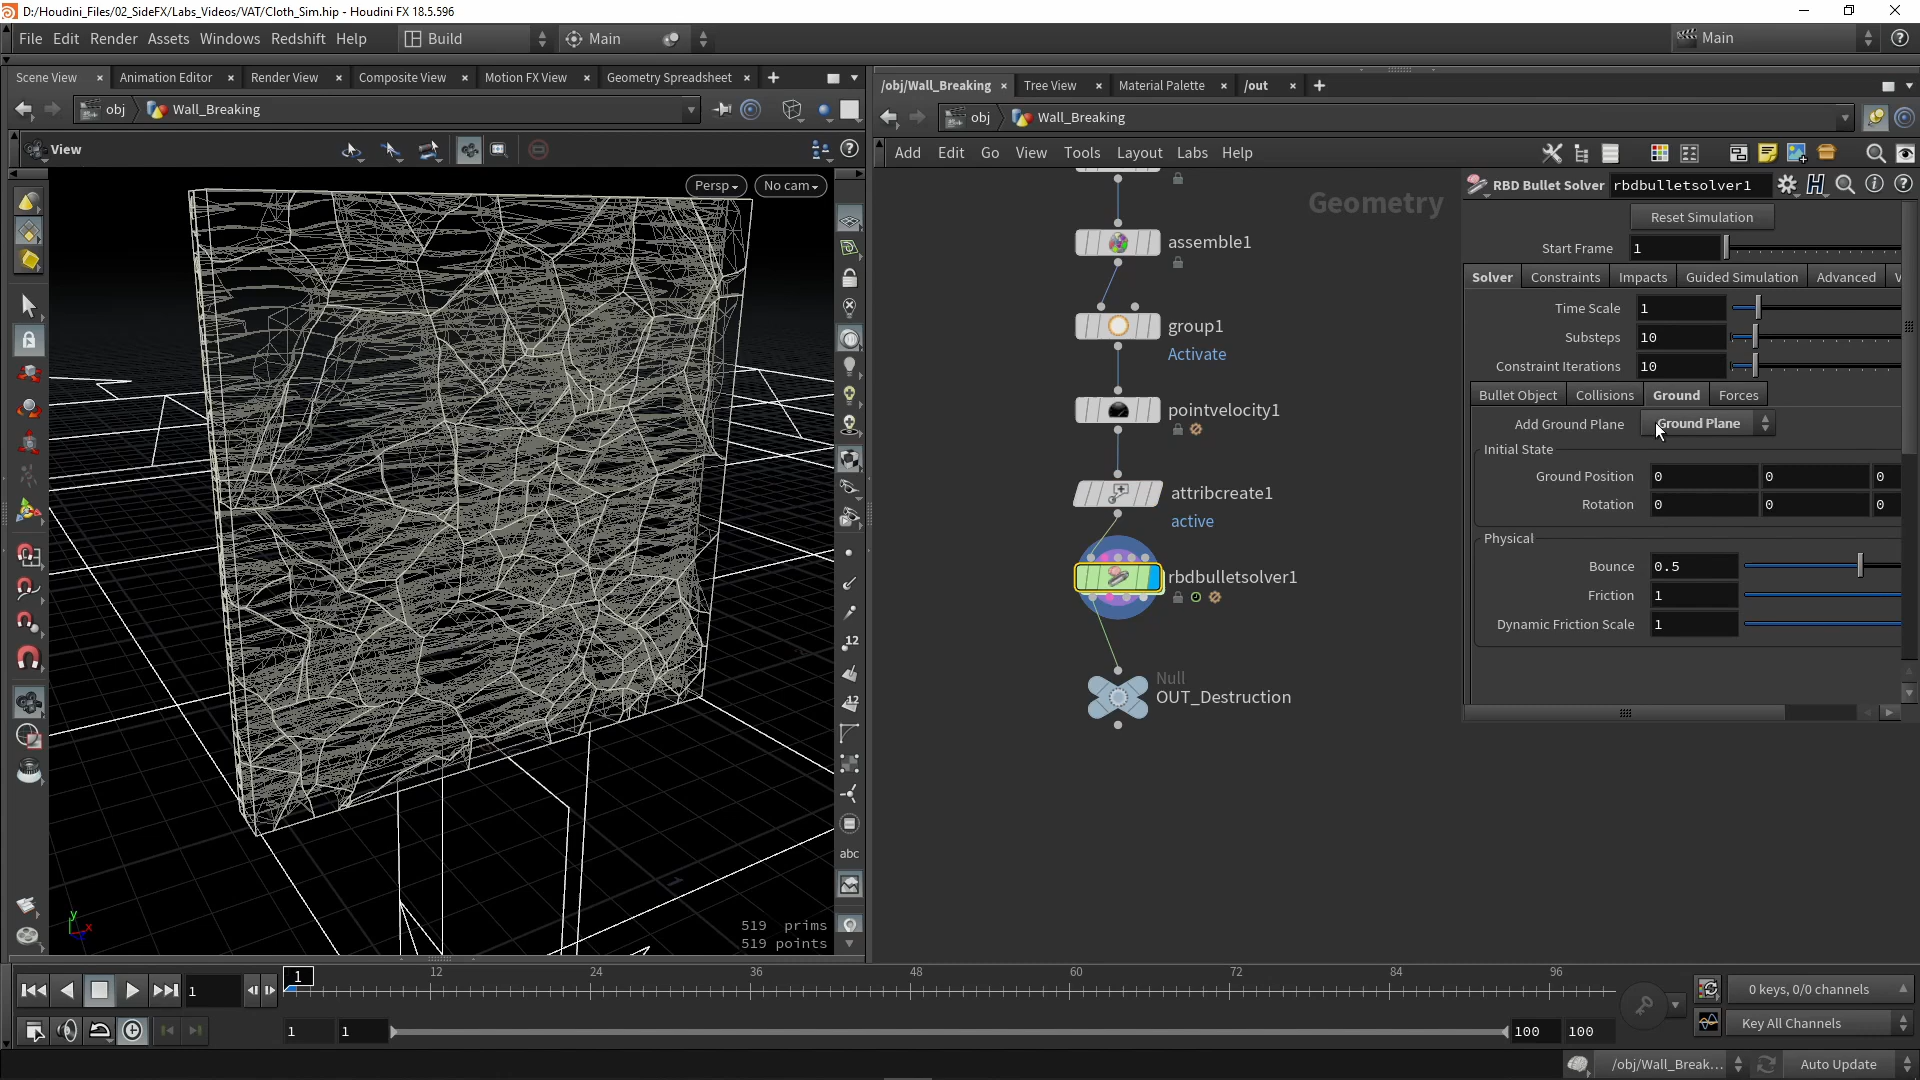 D:/Houdini_Files/02_SideFX/Labs_Videos/VAT/Cloth_Sim.hip - Houdini FX 18.5.596
File Edit Render Assets Windows Redshift Help
Build
Main
Main
Scene View Animation Editor Render View Composite View Motion FX View Geometry Spreadsheet
/obj/Wall_Breaking Tree View Material Palette /out
obj Wall_Breaking
obj Wall_Breaking
View
Add Edit Go View Tools Layout Labs Help
Persp
No cam
Geometry
RBD Bullet Solver rbdbulletsolver1
Reset Simulation
Start Frame 1
Solver Constraints Impacts Guided Simulation Advanced V
Time Scale 1
Substeps 10
Constraint Iterations 10
Bullet Object Collisions Ground Forces
Add Ground Plane Ground Plane
Initial State
Ground Position 0 0 0
Rotation 0 0 0
Physical
Bounce 0.5
Friction 1
Dynamic Friction Scale 1
assemble1
group1
Activate
pointvelocity1
attribcreate1
active
rbdbulletsolver1
Null
OUT_Destruction
.12
12
abc
y
x
519 prims
519 points
1
1
12 24 36 48 60 72 84 96
1 1 100 100
0 keys, 0/0 channels
Key All Channels
/obj/Wall_Break...
Auto Update